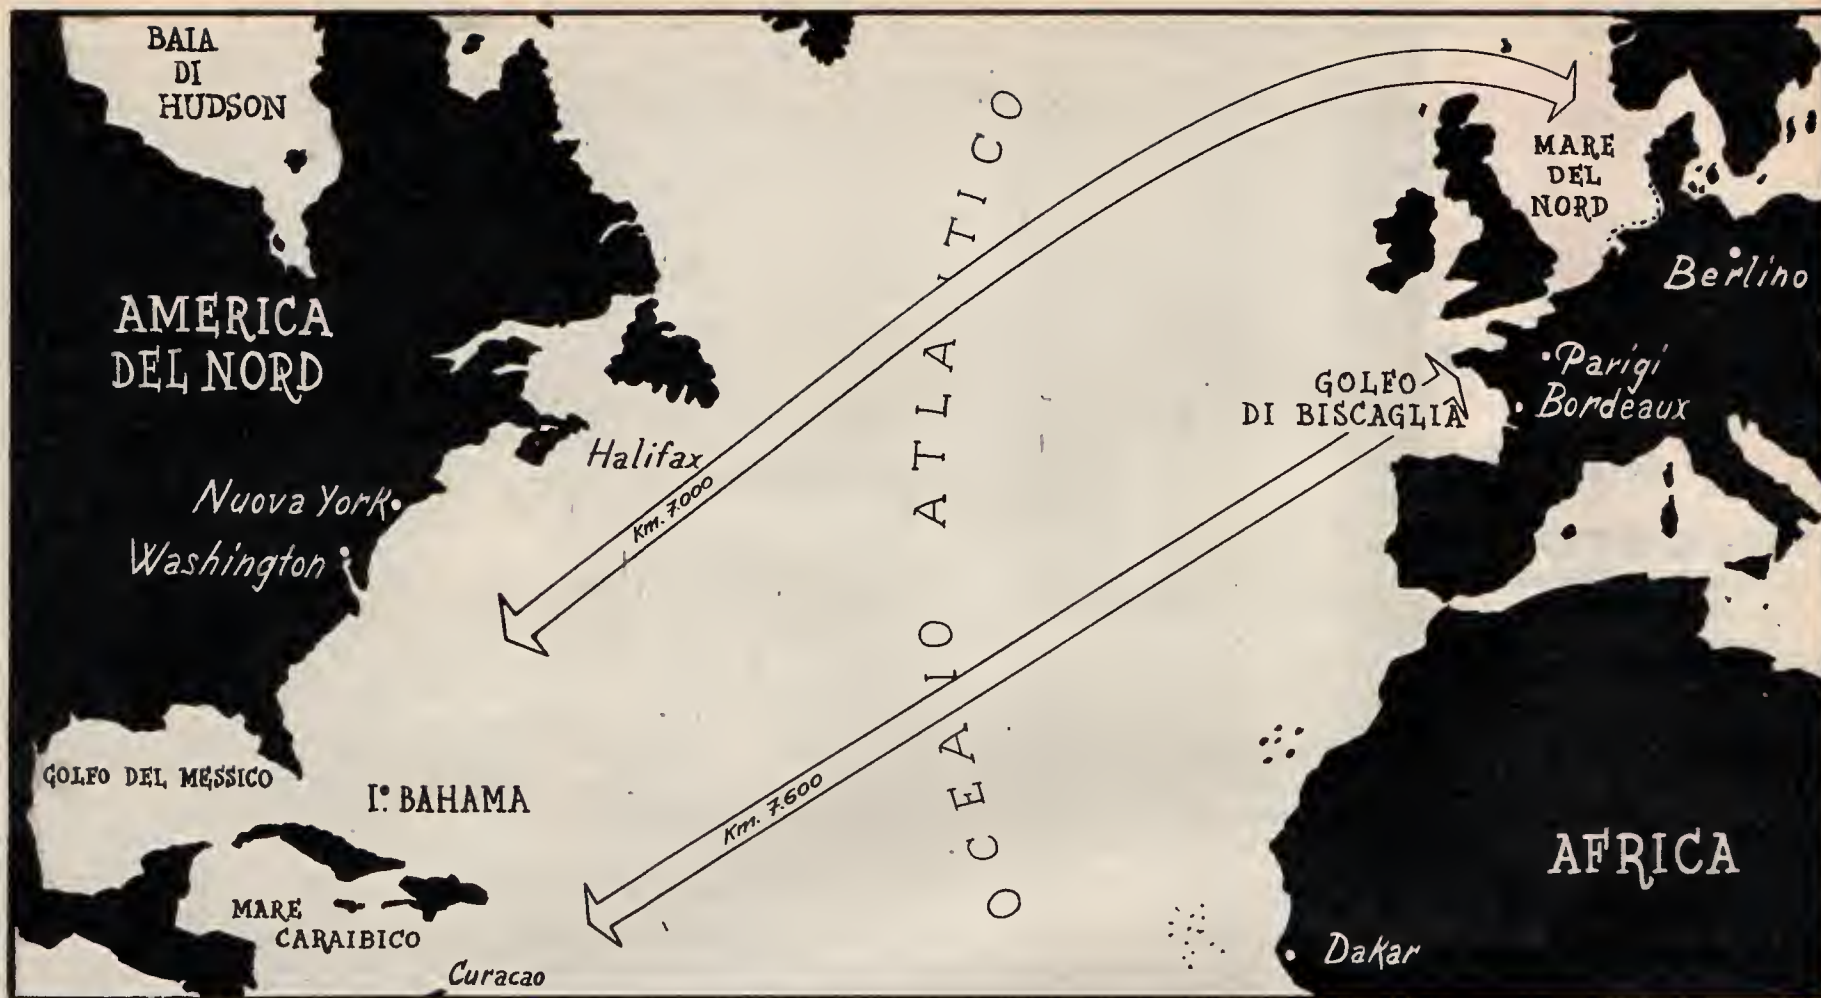 BAIA
DI
HUDSON
AMERICA
DEL NORD
Halifax
Nuova York
Washington
GOLFO DEL MESSICO
I.e BAHAMA
MARE
CARAIBICO
Curacao
OCEANO ATLANTICO
Km. 7.000
Km. 7.600
MARE
DEL
NORD
Berlino
Parigi
Bordeaux
GOLFO
DI BISCAGLIA
AFRICA
Dakar